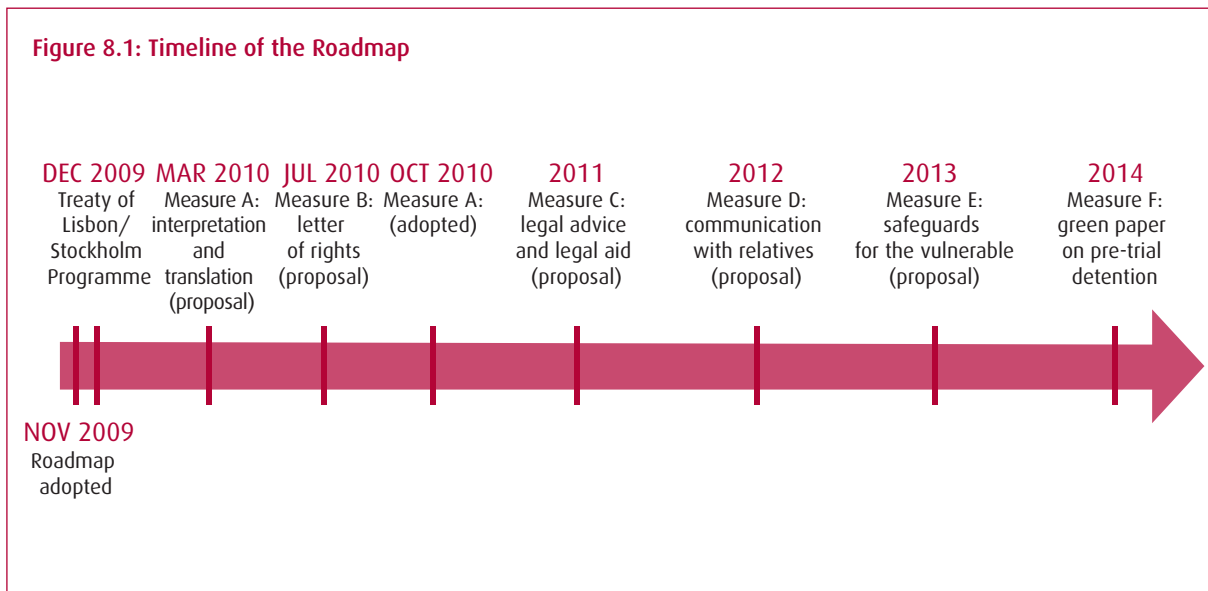 Figure 8.1: Timeline of the Roadmap
DEC 2009
Treaty of
Lisbon/
Stockholm
Programme
MAR 2010
Measure A:
interpretation
and
translation
(proposal)
JUL 2010
Measure B:
letter
of rights
(proposal)
OCT 2010
Measure A:
(adopted)
2011
Measure C:
legal advice
and legal aid
(proposal)
2012
Measure D:
communication
with relatives
(proposal)
2013
Measure E:
safeguards
for the vulnerable
(proposal)
2014
Measure F:
green paper
on pre-trial
detention
NOV 2009
Roadmap
adopted